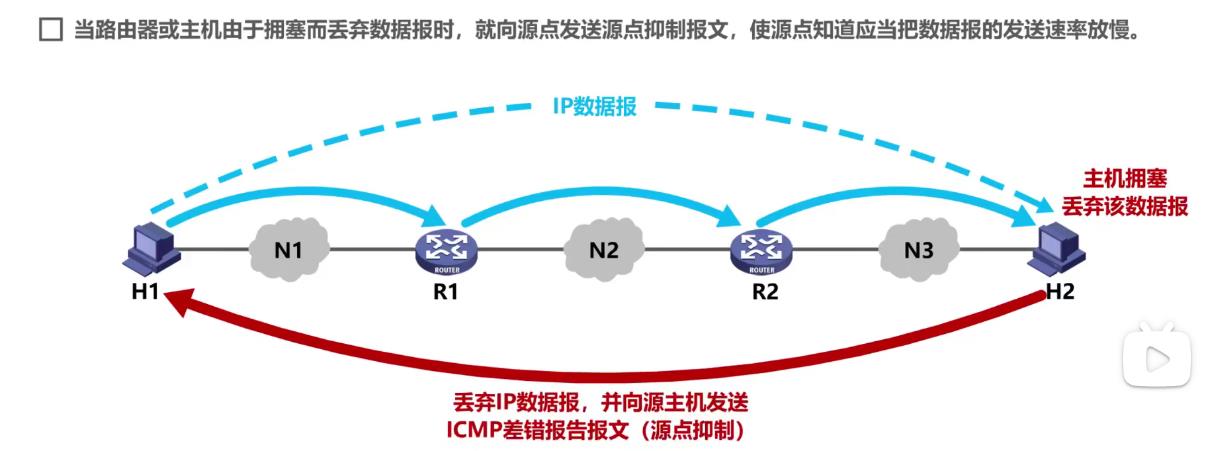 当路由器或主机由于拥塞而丢弃数据报时，就向源点发送源点抑制报文，使源点知道应当把数据报的发送速率放慢。
IP数据报
主机拥塞
丢弃该数据报
N1
N2
N3
ROUTER
ROUTER
H1
R1
R2
H2
丢弃IP数据报，并向源主机发送
ICMP差错报告报文（源点抑制）